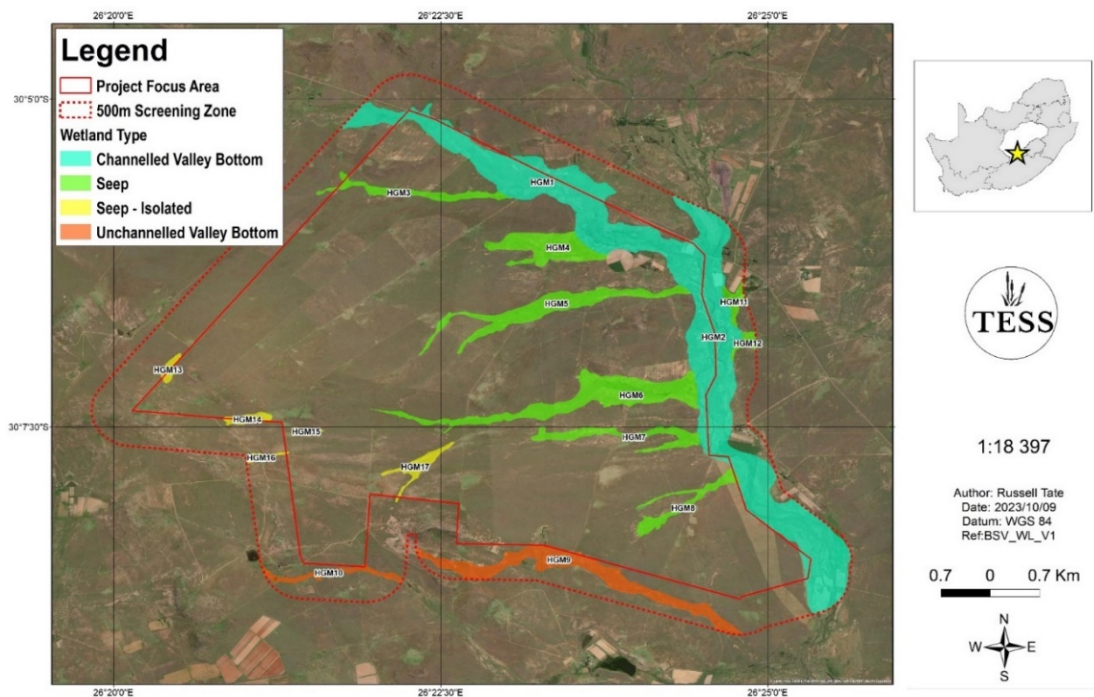 26°20'0"E
26°22'30"E
26°25'0"E
Legend
Project Focus Area
500m Screening Zone
Wetland Type
Channelled Valley Bottom
Seep
Seep - Isolated
Unchannelled Valley Bottom
30°5'0"S
30°7'30"S
HGM1
HGM3
HGM4
HGM5
HGM11
HGM2
HGM12
HGM13
HGM6
HGM14
HGM15
HGM7
HGM16
HGM17
HGM8
HGM9
HGM10
26°20'0"E
26°22'30"E
26°25'0"E
TESS
1:18 397
Author: Russell Tate
Date: 2023/10/09
Datum: WGS 84
Ref:BSV_WL_V1
0.7 0 0.7 Km
N
W E
S